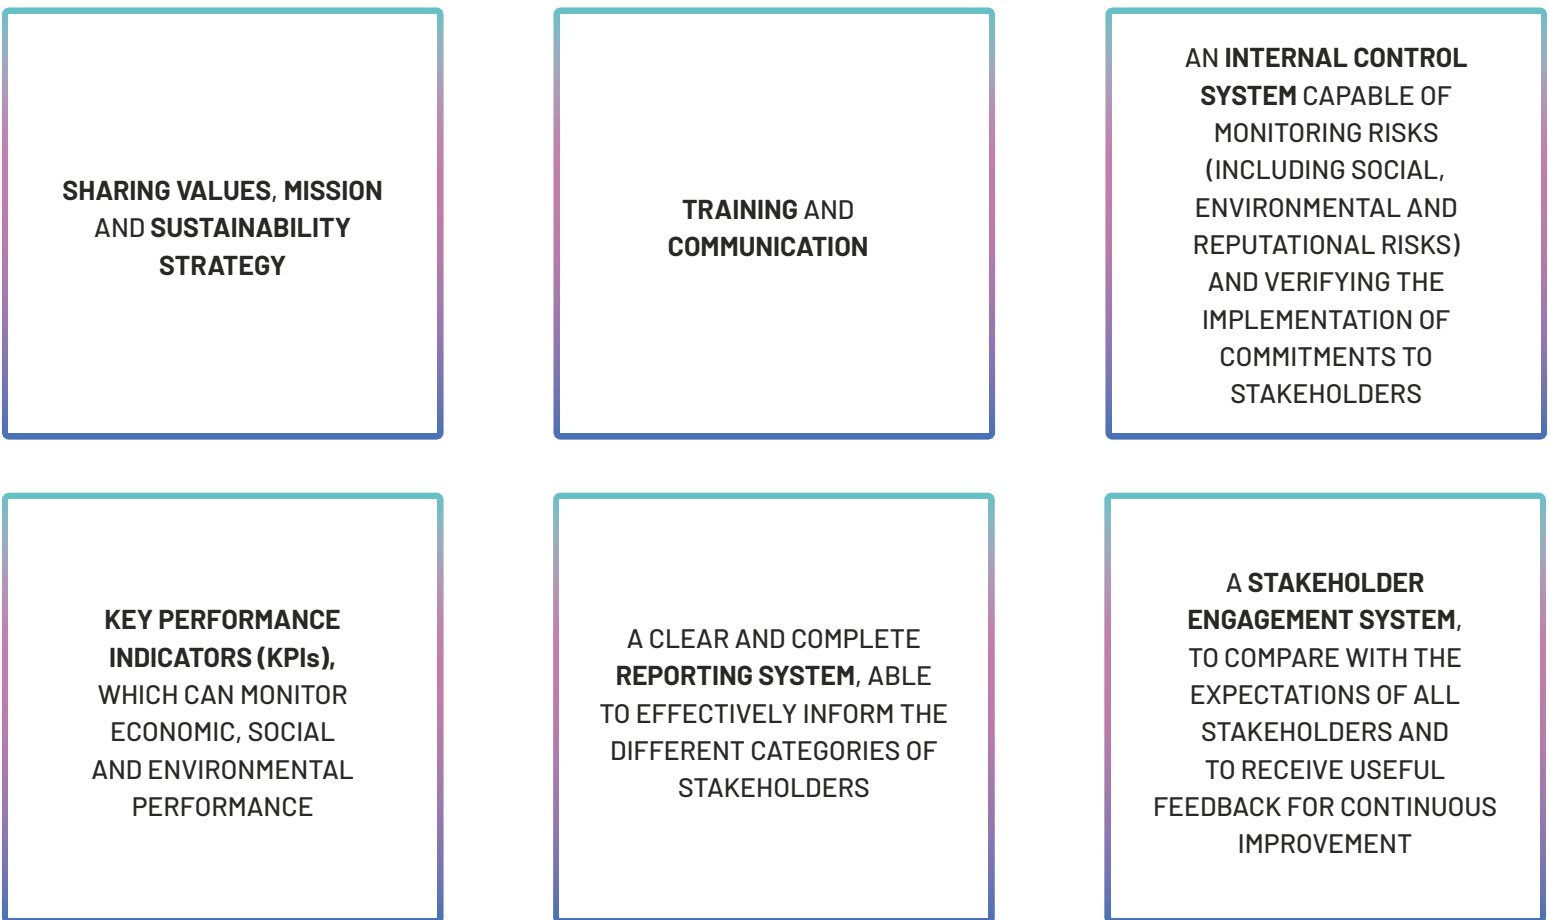 SHARING VALUES, MISSION
AND SUSTAINABILITY
STRATEGY
TRAINING AND
COMMUNICATION
AN INTERNAL CONTROL
SYSTEM CAPABLE OF
MONITORING RISKS
(INCLUDING SOCIAL,
ENVIRONMENTAL AND
REPUTATIONAL RISKS)
AND VERIFYING THE
IMPLEMENTATION OF
COMMITMENTS TO
STAKEHOLDERS
KEY PERFORMANCE
INDICATORS (KPIs),
WHICH CAN MONITOR
ECONOMIC, SOCIAL
AND ENVIRONMENTAL
PERFORMANCE
A CLEAR AND COMPLETE
REPORTING SYSTEM, ABLE
TO EFFECTIVELY INFORM THE
DIFFERENT CATEGORIES OF
STAKEHOLDERS
A STAKEHOLDER
ENGAGEMENT SYSTEM,
TO COMPARE WITH THE
EXPECTATIONS OF ALL
STAKEHOLDERS AND
TO RECEIVE USEFUL
FEEDBACK FOR CONTINUOUS
IMPROVEMENT